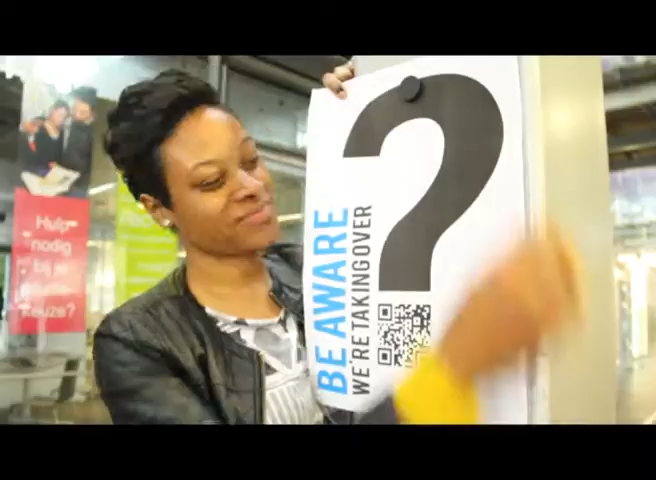 Hulp
nodig
bij je
keuze?
?
BE AWARE
WE'RE TAKING OVER